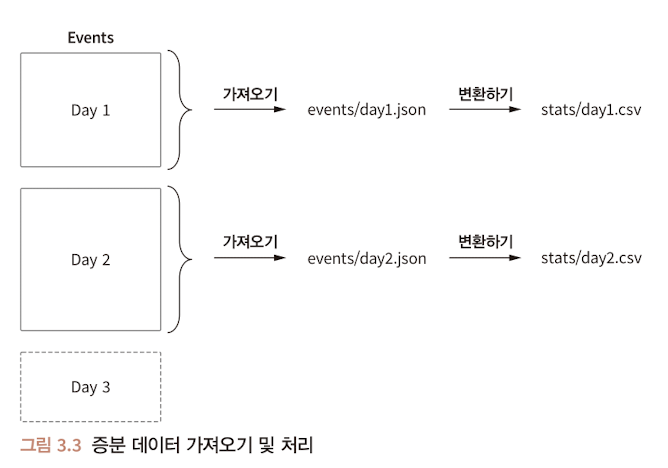 Events
Day 1
가져오기
events/day1.json
변환하기
stats/day1.csv
Day 2
가져오기
events/day2.json
변환하기
stats/day2.csv
Day 3
그림 3.3 증분 데이터 가져오기 및 처리